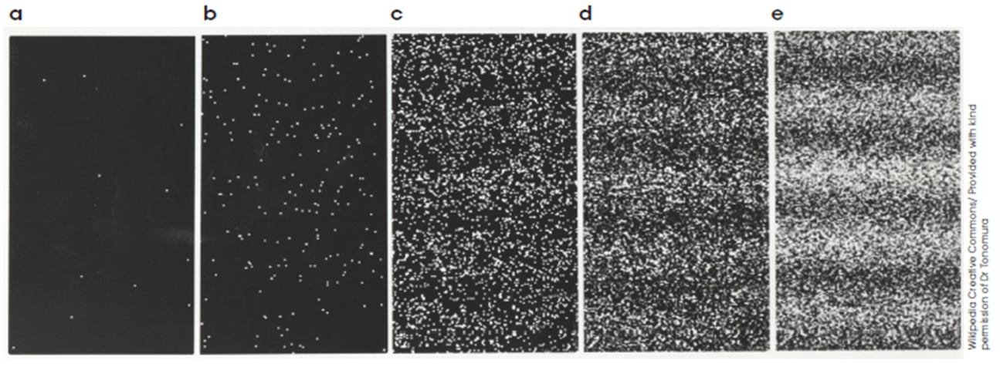 a
b
c
d
e
Wikipedia Creative Commons/ Provided with kind
permission of Dr Tonomura